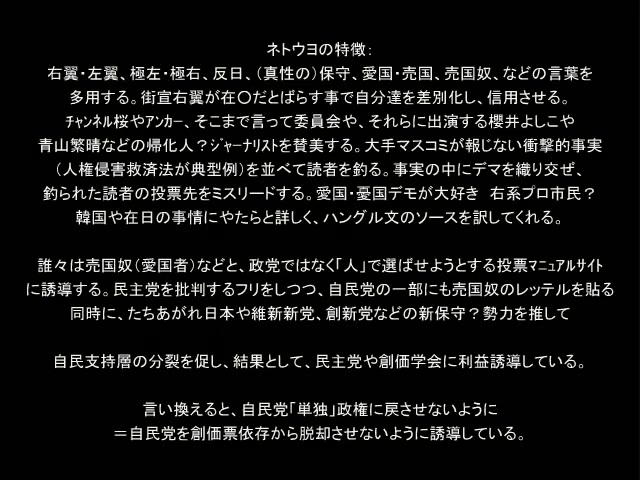 ネトウヨの特徴：
右翼・左翼、極左・極右、反日、（真性の）保守、愛国・売国、売国奴、などの言葉を
多用する。街宣右翼が在〇だとばらす事で自分達を差別化し、信用させる。
ﾁｬﾝﾈﾙ桜やｱﾝｶｰ、そこまで言って委員会や、それらに出演する櫻井よしこや
青山繁晴などの帰化人？ｼﾞｬｰﾅﾘｽﾄを賛美する。大手マスコミが報じない衝撃的事実
（人権侵害救済法が典型例）を並べて読者を釣る。事実の中にデマを織り交ぜ、
釣られた読者の投票先をミスリードする。愛国・憂国デモが大好き　右系プロ市民？
韓国や在日の事情にやたらと詳しく、ハングル文のソースを訳してくれる。

誰々は売国奴（愛国者）などと、政党ではなく「人」で選ばせようとする投票ﾏﾆｭｱﾙｻｲﾄ
に誘導する。民主党を批判するフリをしつつ、自民党の一部にも売国奴のレッテルを貼る
同時に、たちあがれ日本や維新新党、創新党などの新保守？勢力を推して

自民支持層の分裂を促し、結果として、民主党や創価学会に利益誘導している。

言い換えると、自民党「単独」政権に戻させないように
＝自民党を創価票依存から脱却させないように誘導している。